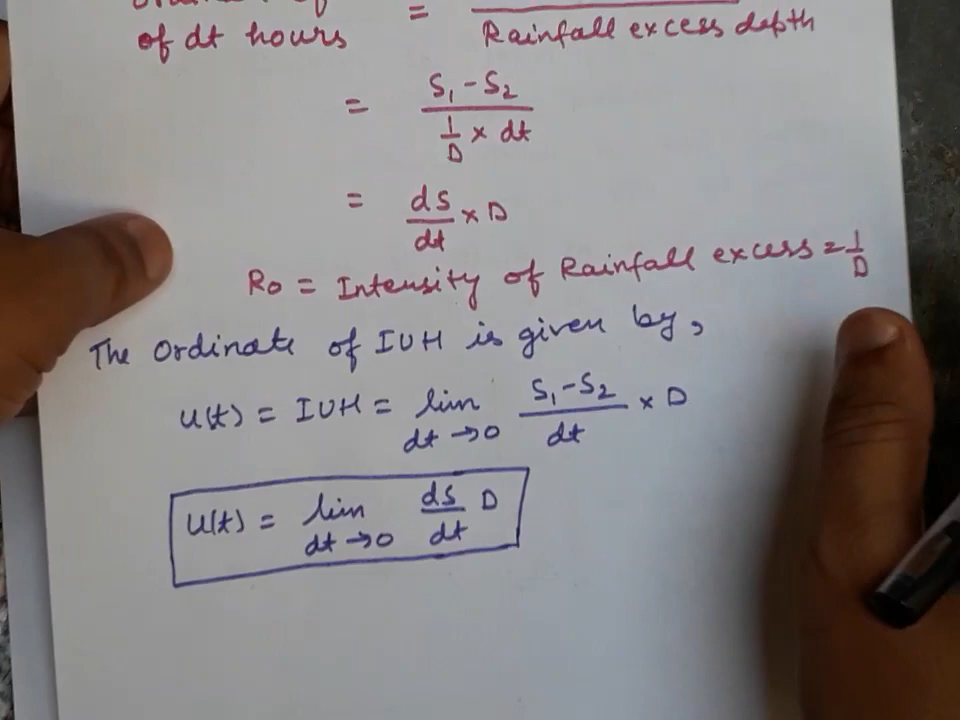 of dt hours = Rainfall excess depth
= S₁ - S₂ / (1/D × dt)
= dS/dt × D
Ro = Intensity of Rainfall excess = 1/D
The Ordinate of IUH is given by,
U(t) = IUH = lim dt→0 S₁-S₂/dt × D
U(t) = lim dt→0 dS/dt D